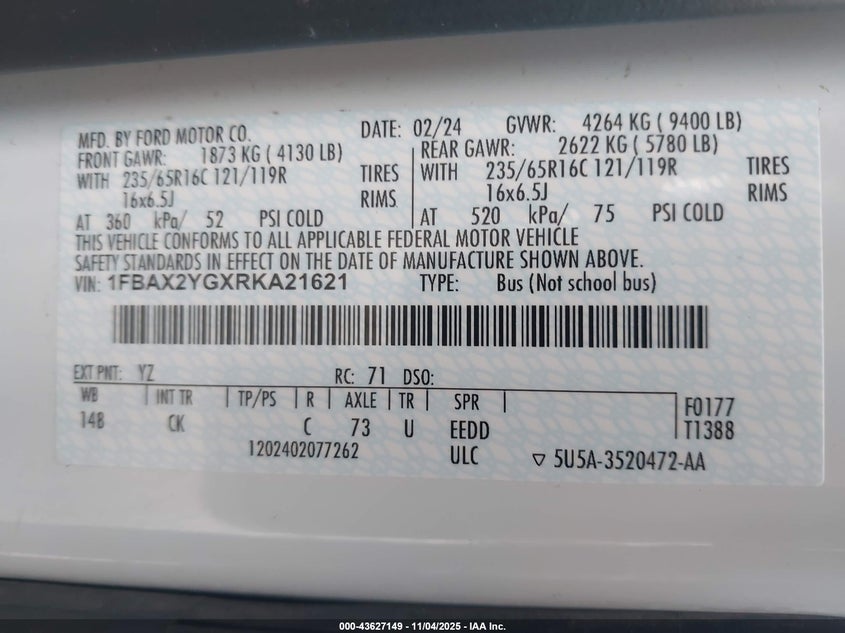 MFD. BY FORD MOTOR CO. DATE: 02/24 GVWR: 4264 KG ( 9400 LB)
FRONT GAWR: 1873 KG ( 4130 LB) REAR GAWR: 2622 KG ( 5780 LB)
WITH 235/65R16C 121/119R TIRES WITH 235/65R16C 121/119R TIRES
16x6.5J RIMS 16x6.5J RIMS
AT 360 kPa/ 52 PSI COLD AT 520 kPa/ 75 PSI COLD
THIS VEHICLE CONFORMS TO ALL APPLICABLE FEDERAL MOTOR VEHICLE
SAFETY STANDARDS IN EFFECT ON THE DATE OF MANUFACTURE SHOWN ABOVE.
VIN: 1FBAX2YGXRKA21621 TYPE: Bus (Not school bus)
EXT PNT: YZ RC: 71 DSO:
WB INT TR TP/PS R AXLE TR SPR F0177
148 CK C 73 U EEDD T1388
1202402077262 ULC ▽ 5U5A-3520472-AA
000-43627149 - 11/04/2025 - IAA Inc.